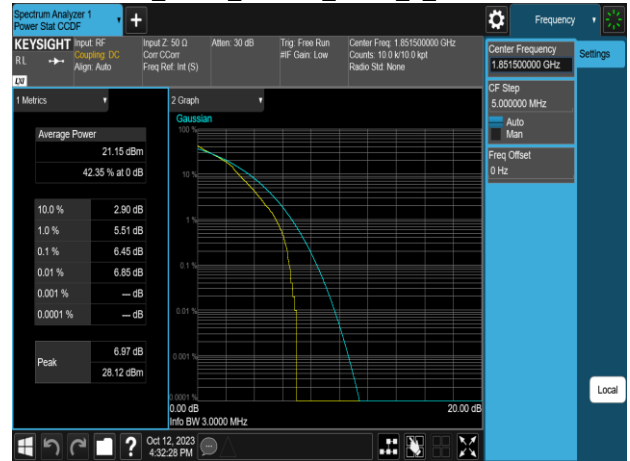 Spectrum Analyzer 1
Power Stat CCDF
Frequency
KEYSIGHT
RL
LXI
Input: RF
Coupling: DC
Align: Auto
Input Z: 50 Ω
Corr CCorr
Freq Ref: Int (S)
Atten: 30 dB
Trig: Free Run
#IF Gain: Low
Center Freq: 1.851500000 GHz
Counts: 10.0 k/10.0 kpt
Radio Std: None
Center Frequency
1.851500000 GHz
Settings
CF Step
5.000000 MHz
Auto
Man
Freq Offset
0 Hz
1 Metrics
Average Power
21.15 dBm
42.35 % at 0 dB
10.0 % 2.90 dB
1.0 % 5.51 dB
0.1 % 6.45 dB
0.01 % 6.85 dB
0.001 % --- dB
0.0001 % --- dB
Peak
6.97 dB
28.12 dBm
2 Graph
Gaussian
100 %
10 %
1 %
0.1 %
0.01 %
0.001 %
0.0001 %
0.00 dB 20.00 dB
Info BW 3.0000 MHz
Local
?
Oct 12, 2023
4:32:28 PM